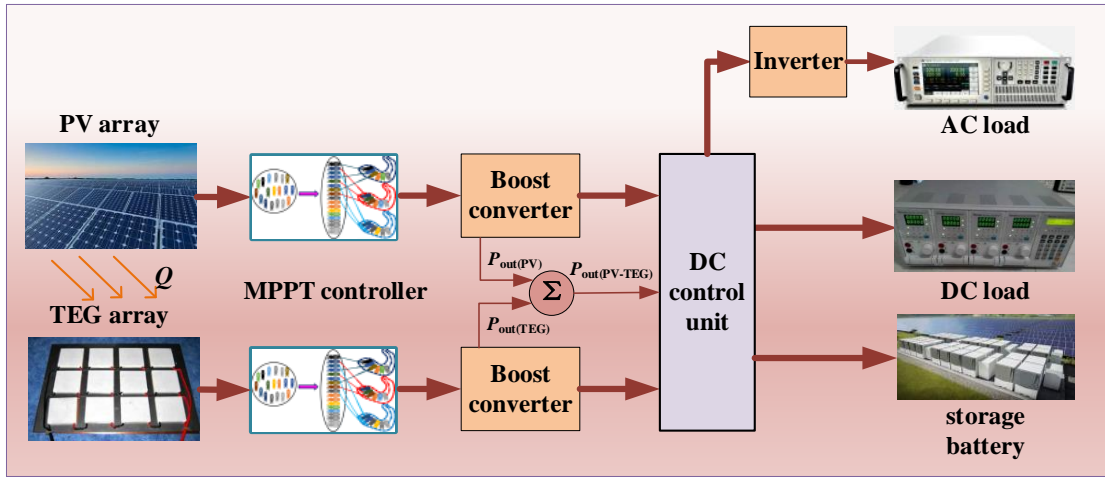 PV array
Q
TEG array
MPPT controller
Boost
converter
Pout(PV)
Σ
Pout(PV-TEG)
Pout(TEG)
Boost
converter
DC
control
unit
Inverter
AC load
DC load
storage
battery